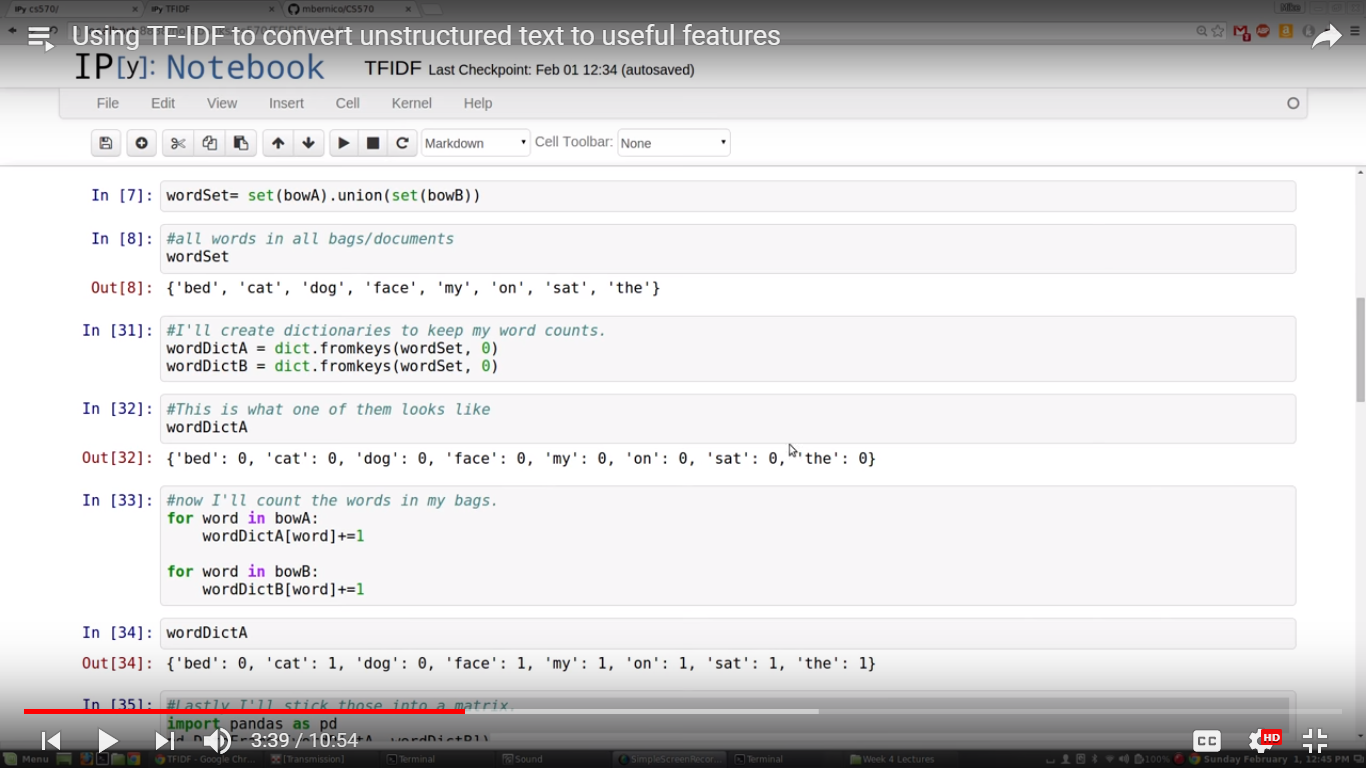 IPy cs570/
IPy TFIDF
mbernico/CS570
Using TF-IDF to convert unstructured text to useful features
IP[y]: Notebook
TFIDF Last Checkpoint: Feb 01 12:34 (autosaved)
File Edit View Insert Cell Kernel Help
Markdown Cell Toolbar: None
In [7]: wordSet= set(bowA).union(set(bowB))
In [8]: #all words in all bags/documents
wordSet
Out[8]: {'bed', 'cat', 'dog', 'face', 'my', 'on', 'sat', 'the'}
In [31]: #I'll create dictionaries to keep my word counts.
wordDictA = dict.fromkeys(wordSet, 0)
wordDictB = dict.fromkeys(wordSet, 0)
In [32]: #This is what one of them looks like
wordDictA
Out[32]: {'bed': 0, 'cat': 0, 'dog': 0, 'face': 0, 'my': 0, 'on': 0, 'sat': 0, 'the': 0}
In [33]: #now I'll count the words in my bags.
for word in bowA:
wordDictA[word]+=1
for word in bowB:
wordDictB[word]+=1
In [34]: wordDictA
Out[34]: {'bed': 0, 'cat': 1, 'dog': 0, 'face': 1, 'my': 1, 'on': 1, 'sat': 1, 'the': 1}
In [35]: #Lastly I'll stick those into a matrix.
import pandas as pd
3:39 / 10:54
CC HD
Menu
TFIDF - Google Chr...
[Transmission]
Terminal
Sound
SimpleScreenRecor...
Terminal
Week 4 Lectures
100%
Sunday February 1, 12:45 PM